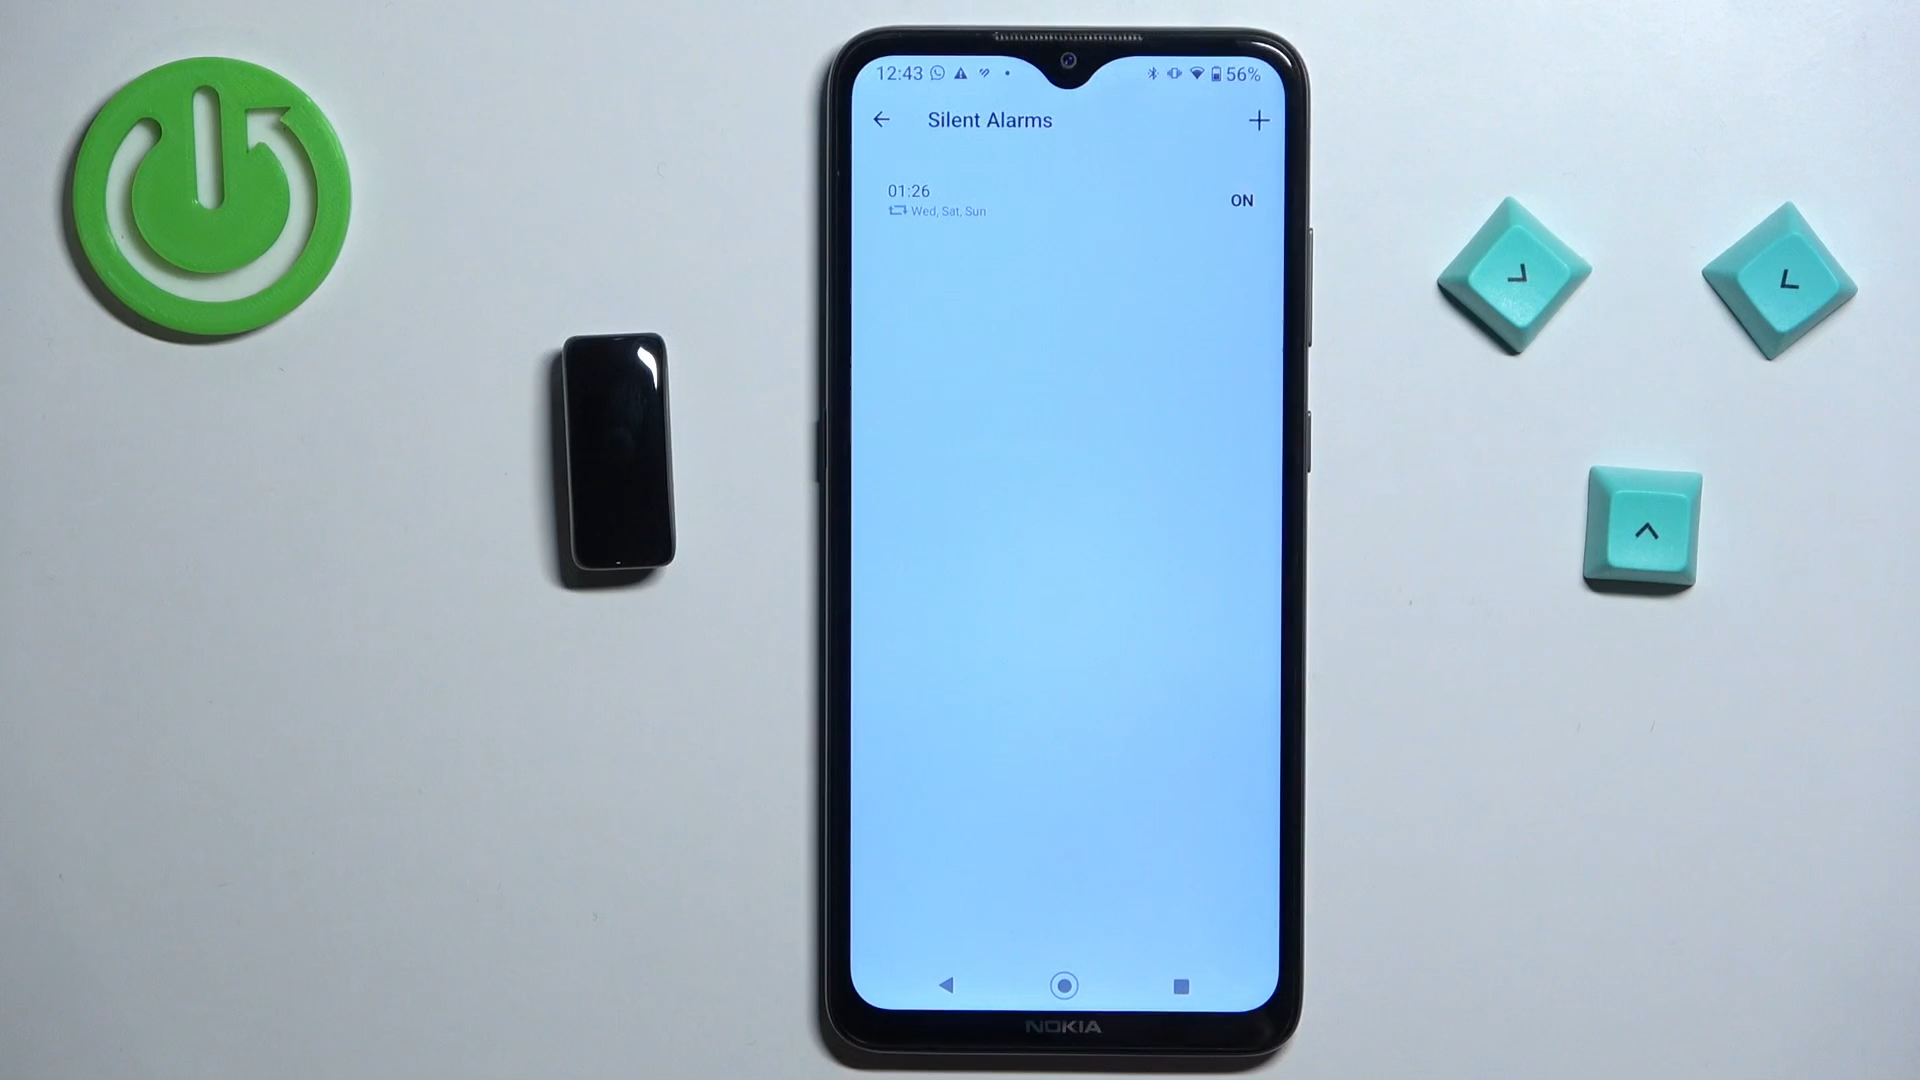 12:43 56%
Silent Alarms
01:26
Wed, Sat, Sun
ON
NOKIA